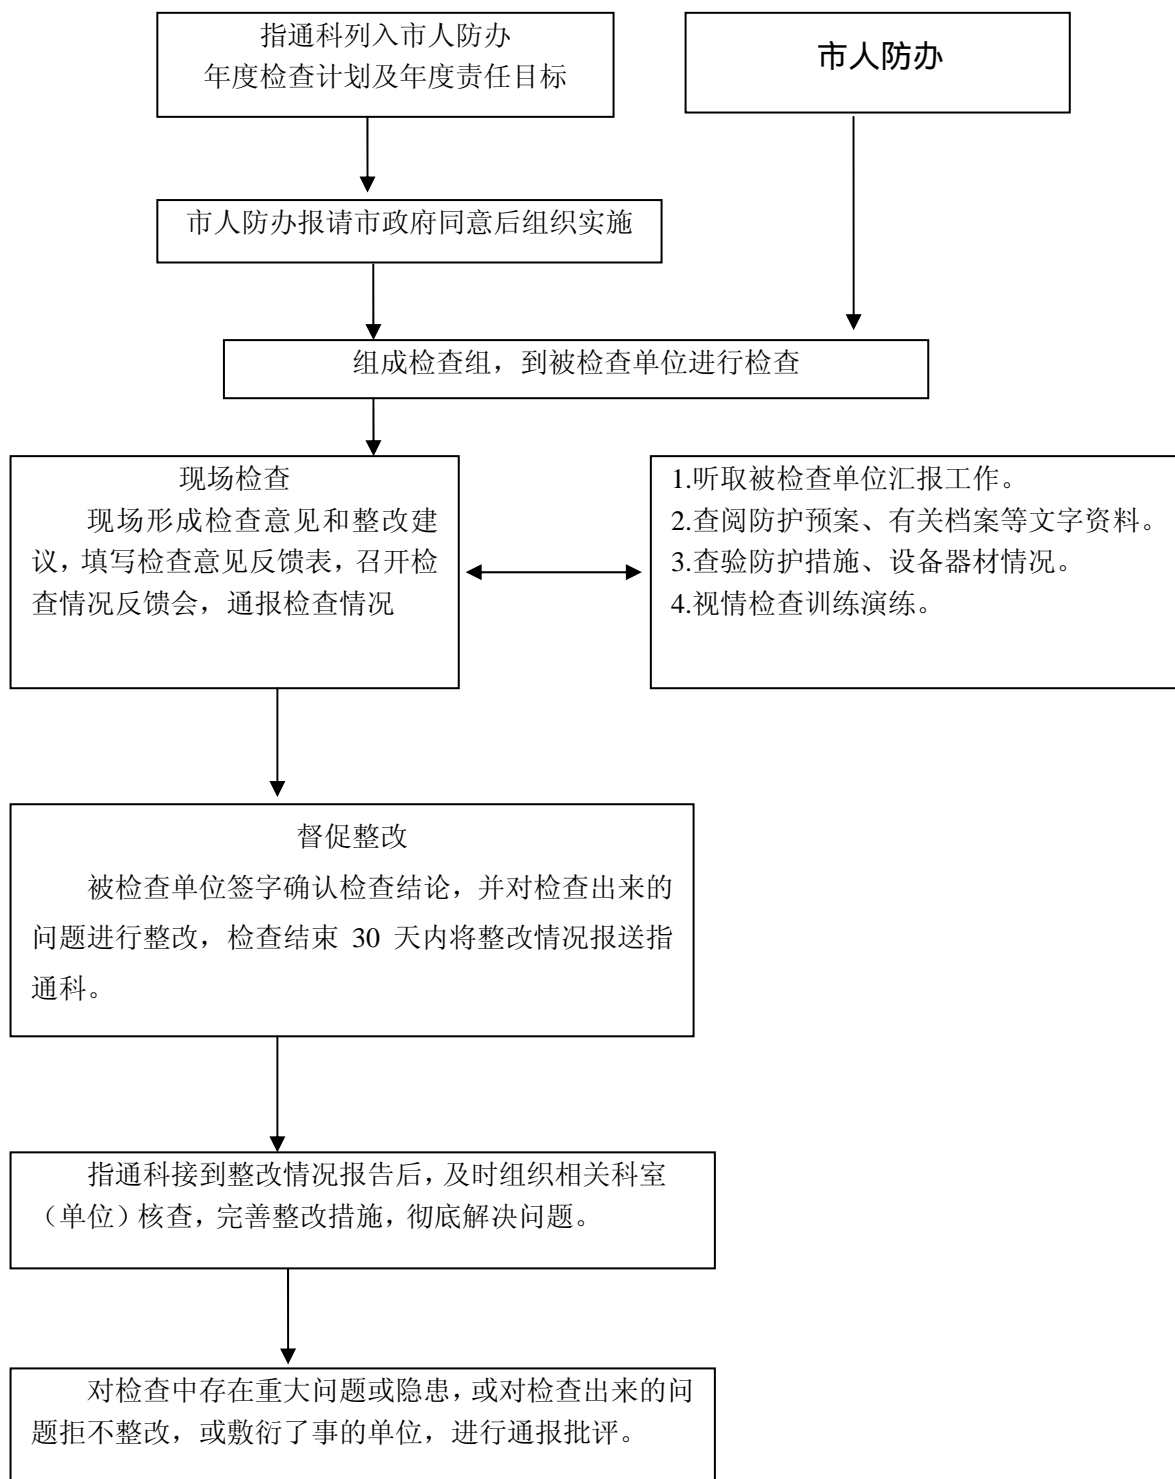 指通科列入市人防办
年度检查计划及年度责任目标
市人防办
市人防办报请市政府同意后组织实施
组成检查组，到被检查单位进行检查
现场检查
现场形成检查意见和整改建
议，填写检查意见反馈表，召开检
查情况反馈会，通报检查情况
1.听取被检查单位汇报工作。
2.查阅防护预案、有关档案等文字资料。
3.查验防护措施、设备器材情况。
4.视情检查训练演练。
督促整改
被检查单位签字确认检查结论，并对检查出来的
问题进行整改，检查结束 30 天内将整改情况报送指
通科。
指通科接到整改情况报告后，及时组织相关科室
（单位）核查，完善整改措施，彻底解决问题。
对检查中存在重大问题或隐患，或对检查出来的问
题拒不整改，或敷衍了事的单位，进行通报批评。